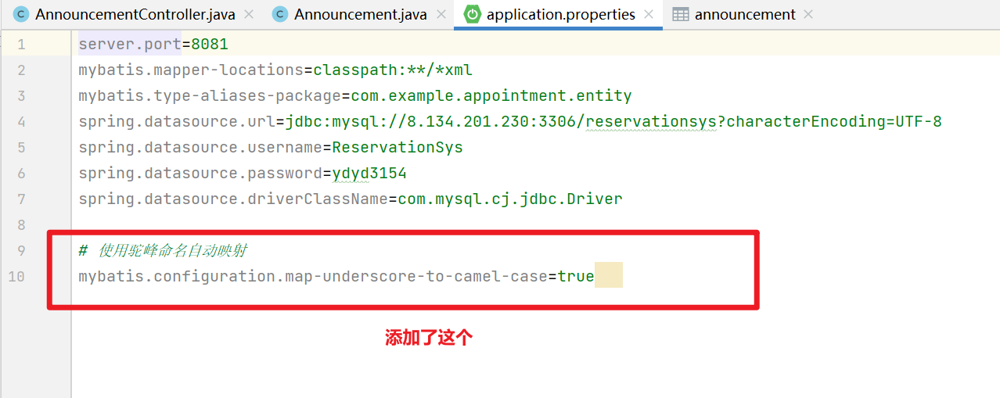 AnnouncementController.java Announcement.java application.properties announcement
1 server.port=8081
2 mybatis.mapper-locations=classpath:**/*xml
3 mybatis.type-aliases-package=com.example.appointment.entity
4 spring.datasource.url=jdbc:mysql://8.134.201.230:3306/reservationsys?characterEncoding=UTF-8
5 spring.datasource.username=ReservationSys
6 spring.datasource.password=ydyd3154
7 spring.datasource.driverClassName=com.mysql.cj.jdbc.Driver
8
9 # 使用驼峰命名自动映射
10 mybatis.configuration.map-underscore-to-camel-case=true
添加了这个